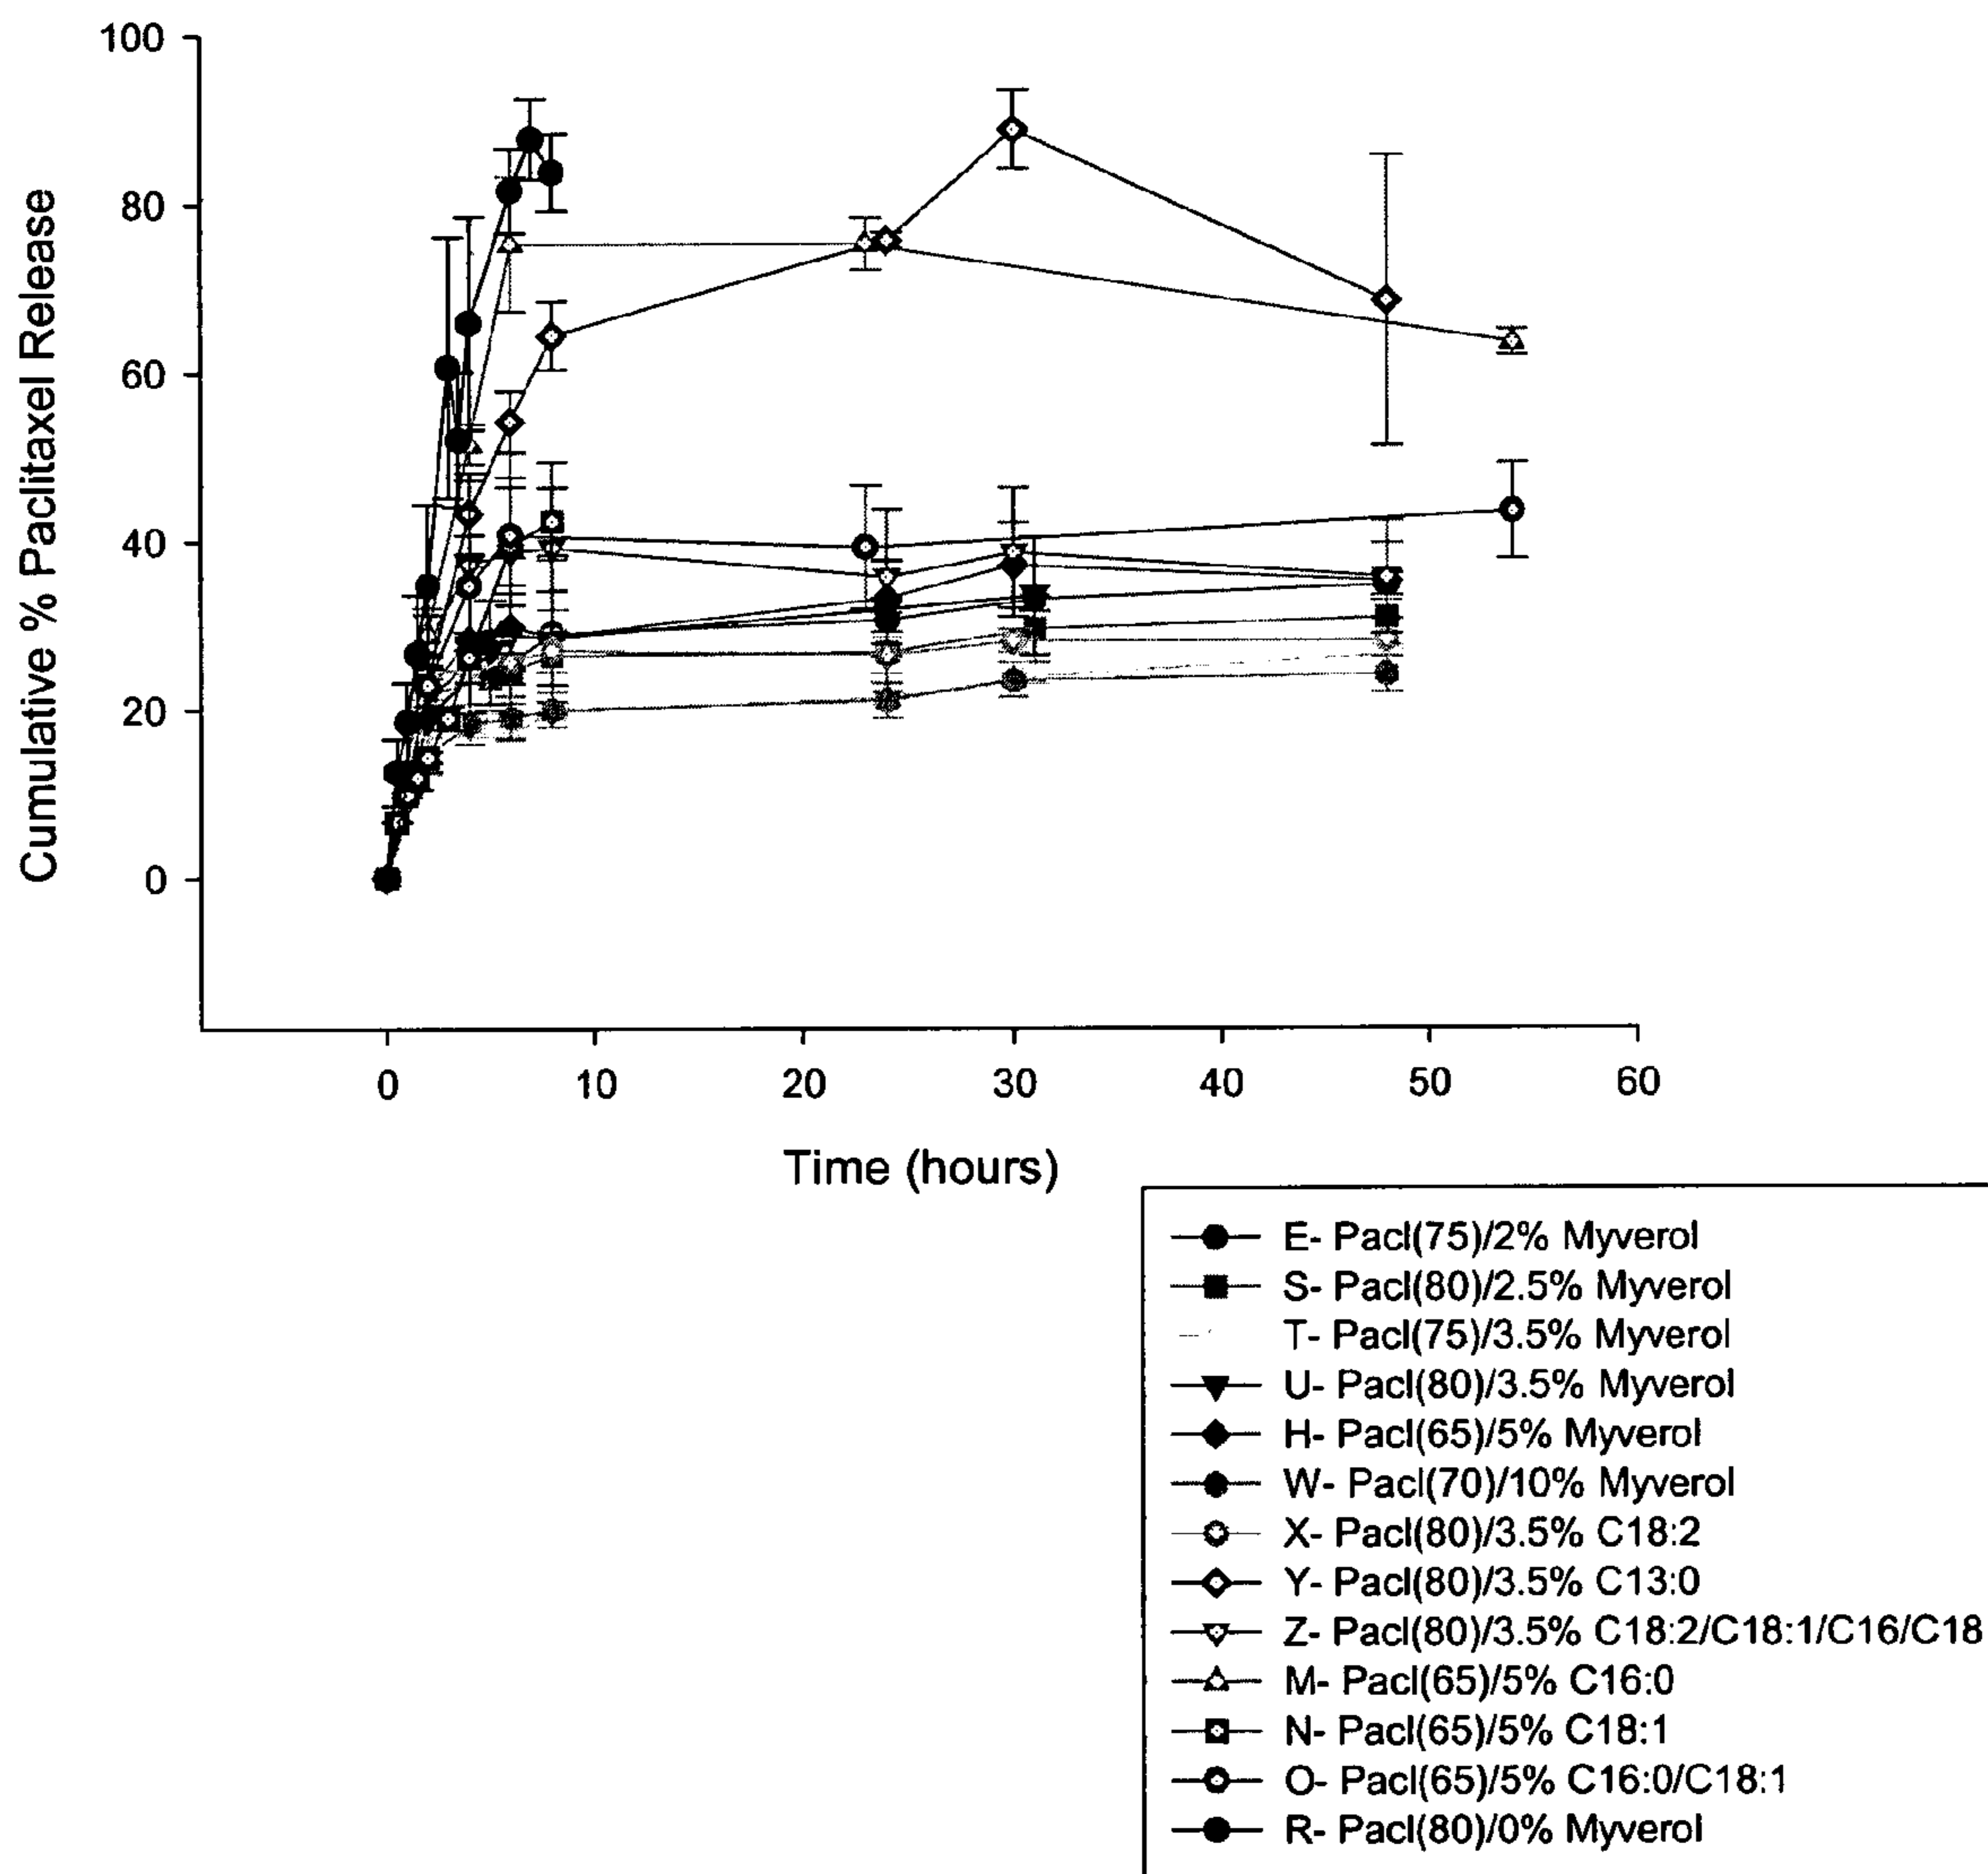 Cumulative % Paclitaxel Release
100
80
60
40
20
0
0 10 20 30 40 50 60
Time (hours)
E- Pacl(75)/2% Myverol
S- Pacl(80)/2.5% Myverol
T- Pacl(75)/3.5% Myverol
U- Pacl(80)/3.5% Myverol
H- Pacl(65)/5% Myverol
W- Pacl(70)/10% Myverol
X- Pacl(80)/3.5% C18:2
Y- Pacl(80)/3.5% C13:0
Z- Pacl(80)/3.5% C18:2/C18:1/C16/C18
M- Pacl(65)/5% C16:0
N- Pacl(65)/5% C18:1
O- Pacl(65)/5% C16:0/C18:1
R- Pacl(80)/0% Myverol